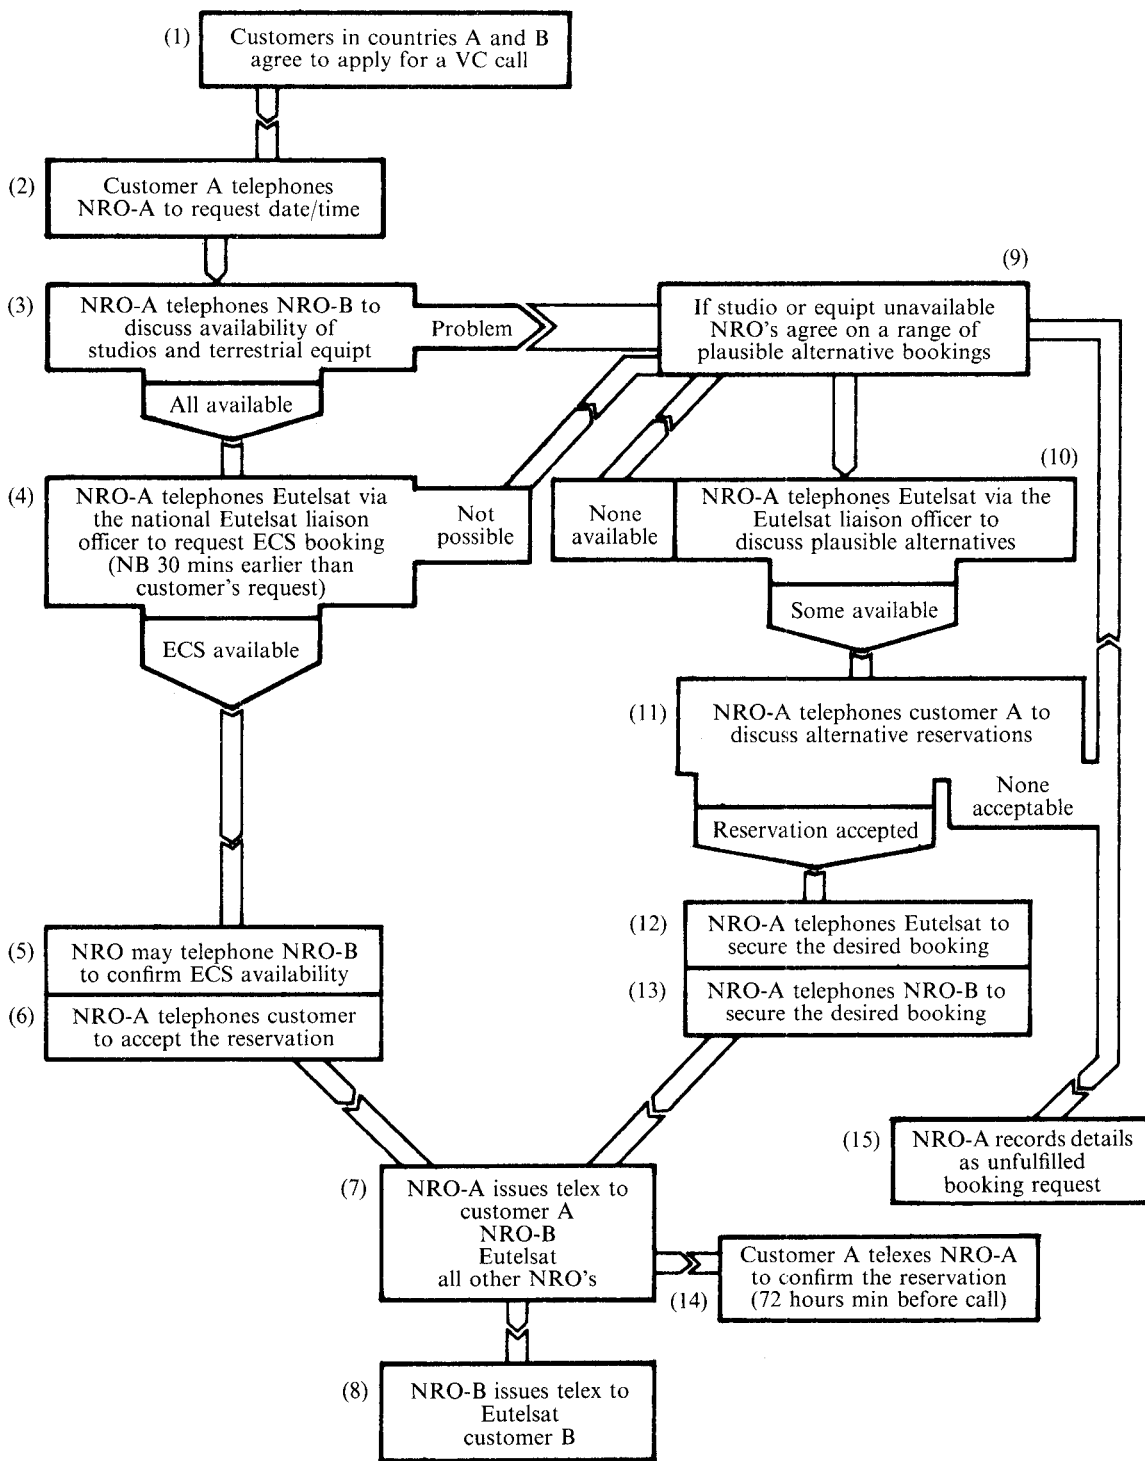 (1)
Customers in countries A and B
agree to apply for a VC call
(2)
Customer A telephones
NRO-A to request date/time
(3)
NRO-A telephones NRO-B to
discuss availability of
studios and terrestrial equipt
Problem
All available
(4)
NRO-A telephones Eutelsat via
the national Eutelsat liaison
officer to request ECS booking
(NB 30 mins earlier than
customer's request)
Not
possible
ECS available
(5)
NRO may telephone NRO-B
to confirm ECS availability
(6)
NRO-A telephones customer
to accept the reservation
(9)
If studio or equipt unavailable
NRO's agree on a range of
plausible alternative bookings
(10)
None
available
NRO-A telephones Eutelsat via the
Eutelsat liaison officer to
discuss plausible alternatives
Some available
(11)
NRO-A telephones customer A to
discuss alternative reservations
None
acceptable
Reservation accepted
(12)
NRO-A telephones Eutelsat to
secure the desired booking
(13)
NRO-A telephones NRO-B to
secure the desired booking
(15)
NRO-A records details
as unfulfilled
booking request
(7)
NRO-A issues telex to
customer A
NRO-B
Eutelsat
all other NRO's
(14)
Customer A telexes NRO-A
to confirm the reservation
(72 hours min before call)
(8)
NRO-B issues telex to
Eutelsat
customer B